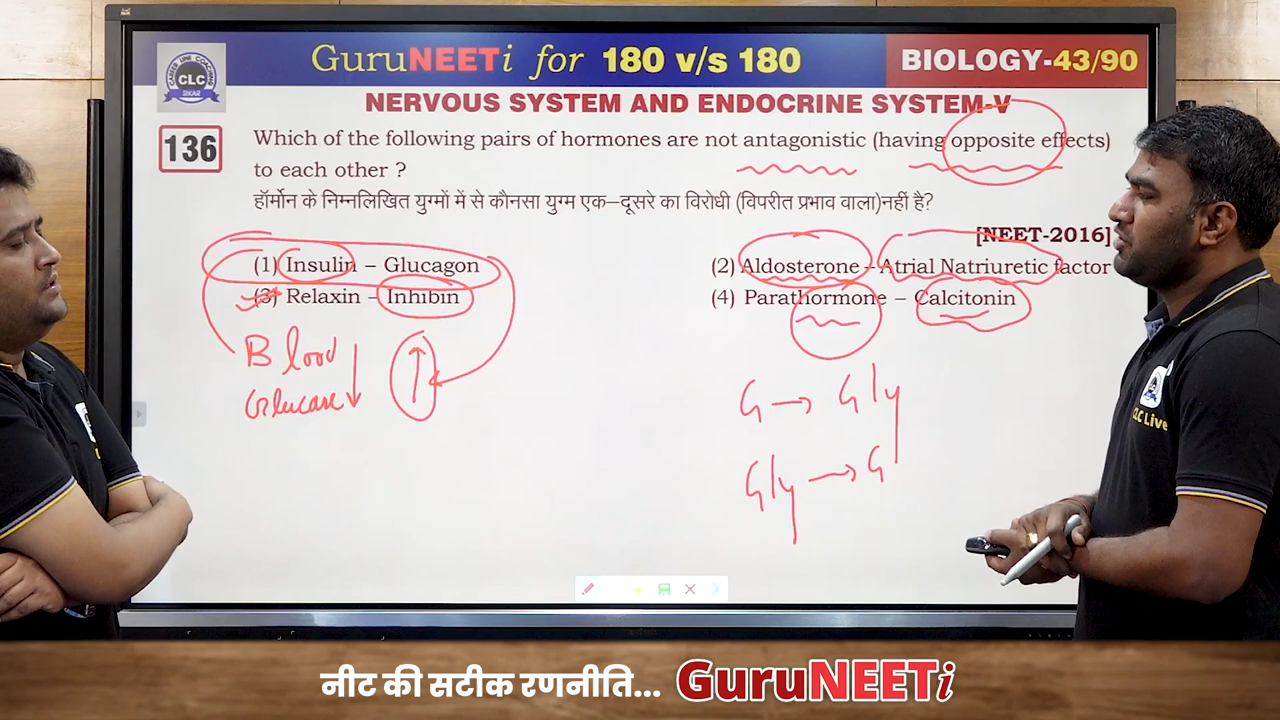 GuruNEETi for 180 v/s 180
BIOLOGY-43/90
CAREER LINE COACHING
CLC
SIKAR
NERVOUS SYSTEM AND ENDOCRINE SYSTEM-V
136
Which of the following pairs of hormones are not antagonistic (having opposite effects)
to each other ?
हॉर्मोन के निम्नलिखित युग्मों में से कौनसा युग्म एक–दूसरे का विरोधी (विपरीत प्रभाव वाला)नहीं है?
[NEET-2016]
(1) Insulin – Glucagon
(2) Aldosterone – Atrial Natriuretic factor
(3) Relaxin – Inhibin
(4) Parathormone – Calcitonin
Blood ↓
Glucose
↑
G → Gly
Gly → G
CLC Live
नीट की सटीक रणनीति... GuruNEETi